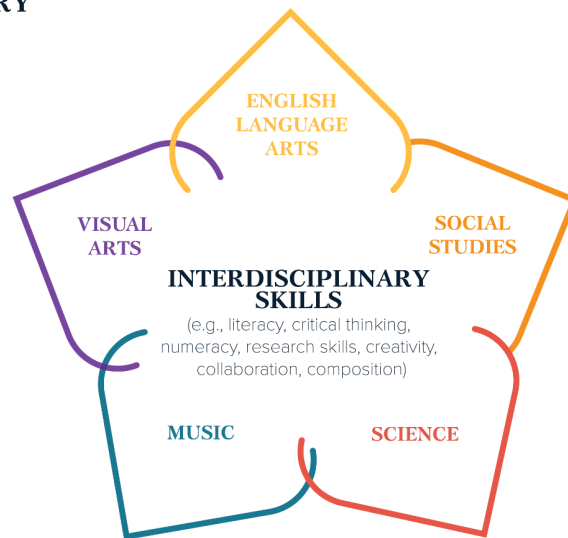 ENGLISH
LANGUAGE
ARTS
VISUAL
ARTS
SOCIAL
STUDIES
INTERDISCIPLINARY
SKILLS
(e.g., literacy, critical thinking,
numeracy, research skills, creativity,
collaboration, composition)
MUSIC
SCIENCE